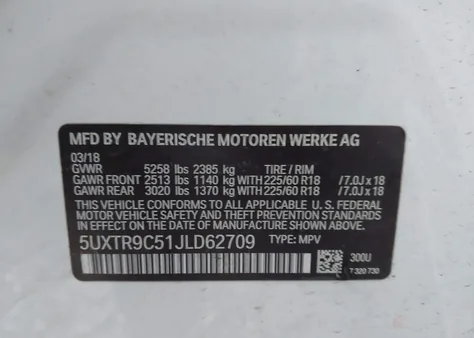 MFD BY BAYERISCHE MOTOREN WERKE AG
03/18
GVWR 5258 lbs 2385 kg TIRE / RIM
GAWR FRONT 2513 lbs 1140 kg WITH 225/60 R18 /7.0J x 18
GAWR REAR 3020 lbs 1370 kg WITH 225/60 R18 /7.0J x 18
THIS VEHICLE CONFORMS TO ALL APPLICABLE U. S. FEDERAL
MOTOR VEHICLE SAFETY AND THEFT PREVENTION STANDARDS
IN EFFECT ON THE DATE OF MANUFACTURE SHOWN ABOVE.
5UXTR9C51JLD62709 TYPE: MPV
300U
7 320 730